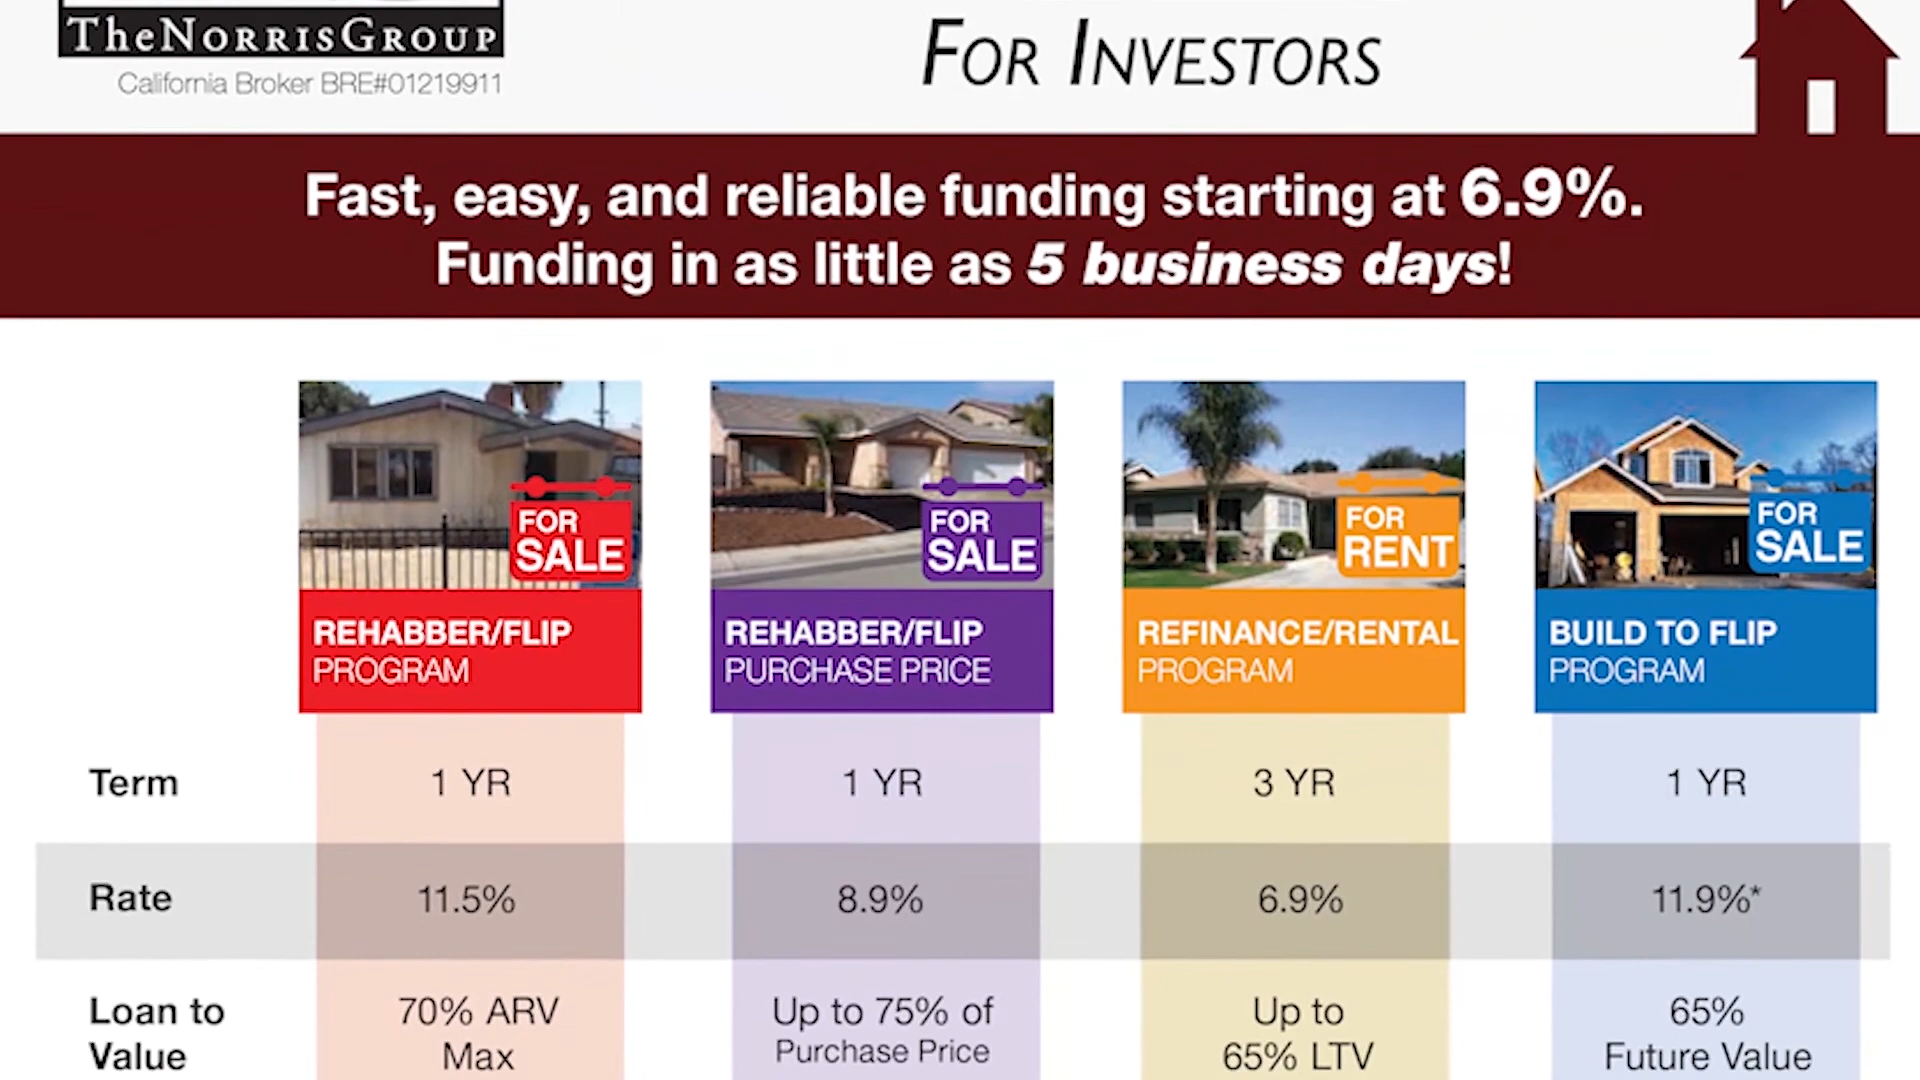 TheNorrisGroup
California Broker BRE#01219911
For Investors
Fast, easy, and reliable funding starting at 6.9%.
Funding in as little as 5 business days!
FOR
SALE
FOR
SALE
FOR
RENT
FOR
SALE
REHABBER/FLIP
PROGRAM
REHABBER/FLIP
PURCHASE PRICE
REFINANCE/RENTAL
PROGRAM
BUILD TO FLIP
PROGRAM
Term 1 YR 1 YR 3 YR 1 YR
Rate 11.5% 8.9% 6.9% 11.9%*
Loan to 70% ARV Up to 75% of Up to 65%
Value Max Purchase Price 65% LTV Future Value